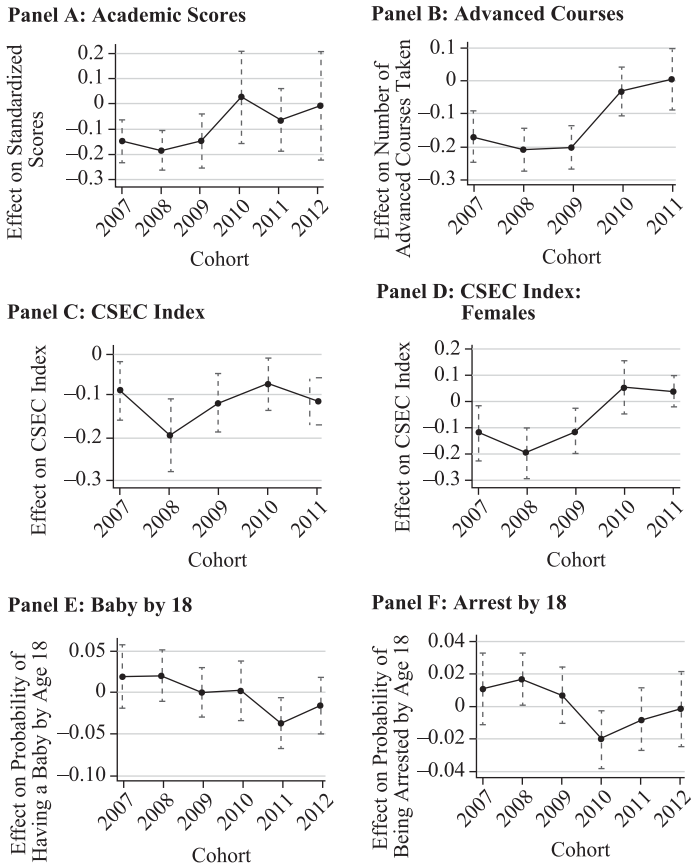 Panel A: Academic Scores
Effect on Standardized
Scores
0.2
0.1
0
−0.1
−0.2
−0.3
2007
2008
2009
2010
2011
2012
Cohort
Panel B: Advanced Courses
Effect on Number of
Advanced Courses Taken
0.1
0
−0.1
−0.2
−0.3
2007
2008
2009
2010
2011
Cohort
Panel C: CSEC Index
Effect on CSEC Index
0
−0.1
−0.2
−0.3
2007
2008
2009
2010
2011
Cohort
Panel D: CSEC Index:
Females
Effect on CSEC Index
0.2
0.1
0
−0.1
−0.2
−0.3
2007
2008
2009
2010
2011
Cohort
Panel E: Baby by 18
Effect on Probability of
Having a Baby by Age 18
0.05
0
−0.05
−0.10
2007
2008
2009
2010
2011
2012
Cohort
Panel F: Arrest by 18
Effect on Probability of
Being Arrested by Age 18
0.04
0.02
0
−0.02
−0.04
2007
2008
2009
2010
2011
2012
Cohort